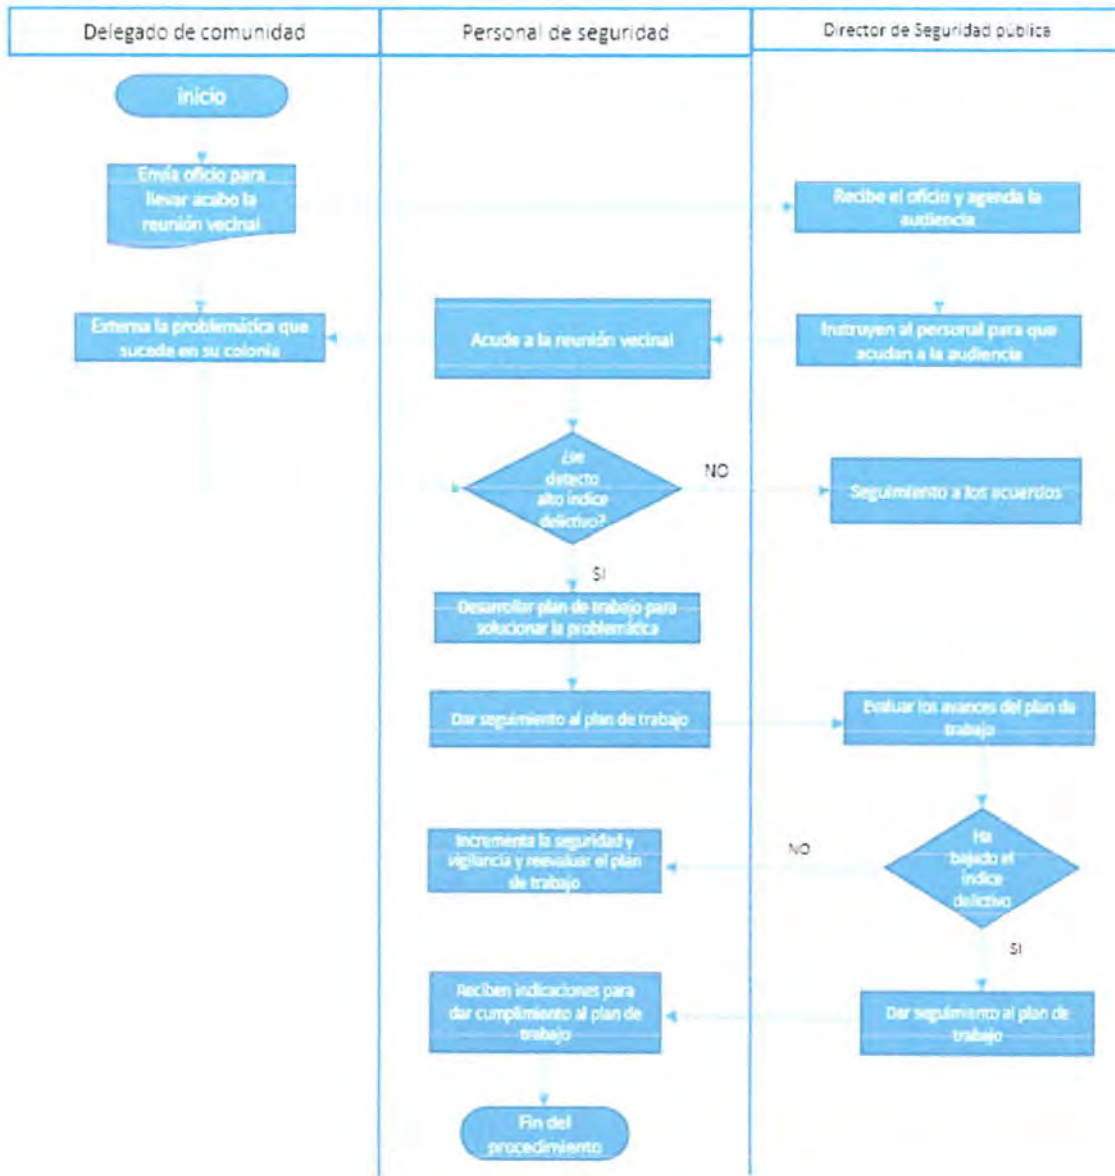 Delegado de comunidad
Personal de seguridad
Director de Seguridad pública
inicio
Envía oficio para
llevar acabo la
reunión vecinal
Recibe el oficio y agenda la
audiencia
Externa la problemática que
sucede en su colonia
Acude a la reunión vecinal
Instruyen al personal para que
acudan a la audiencia
¿se
detecto
alto índice
delictivo?
NO
Seguimiento a los acuerdos
SI
Desarrollar plan de trabajo para
solucionar la problemática
Dar seguimiento al plan de trabajo
Evaluar los avances del plan de
trabajo
Incrementa la seguridad y
vigilancia y reevaluar el plan
de trabajo
NO
Ha
bajado el
índice
delictivo
SI
Reciben indicaciones para
dar cumplimiento al plan de
trabajo
Dar seguimiento al plan de
trabajo
Fin del
procedimiento